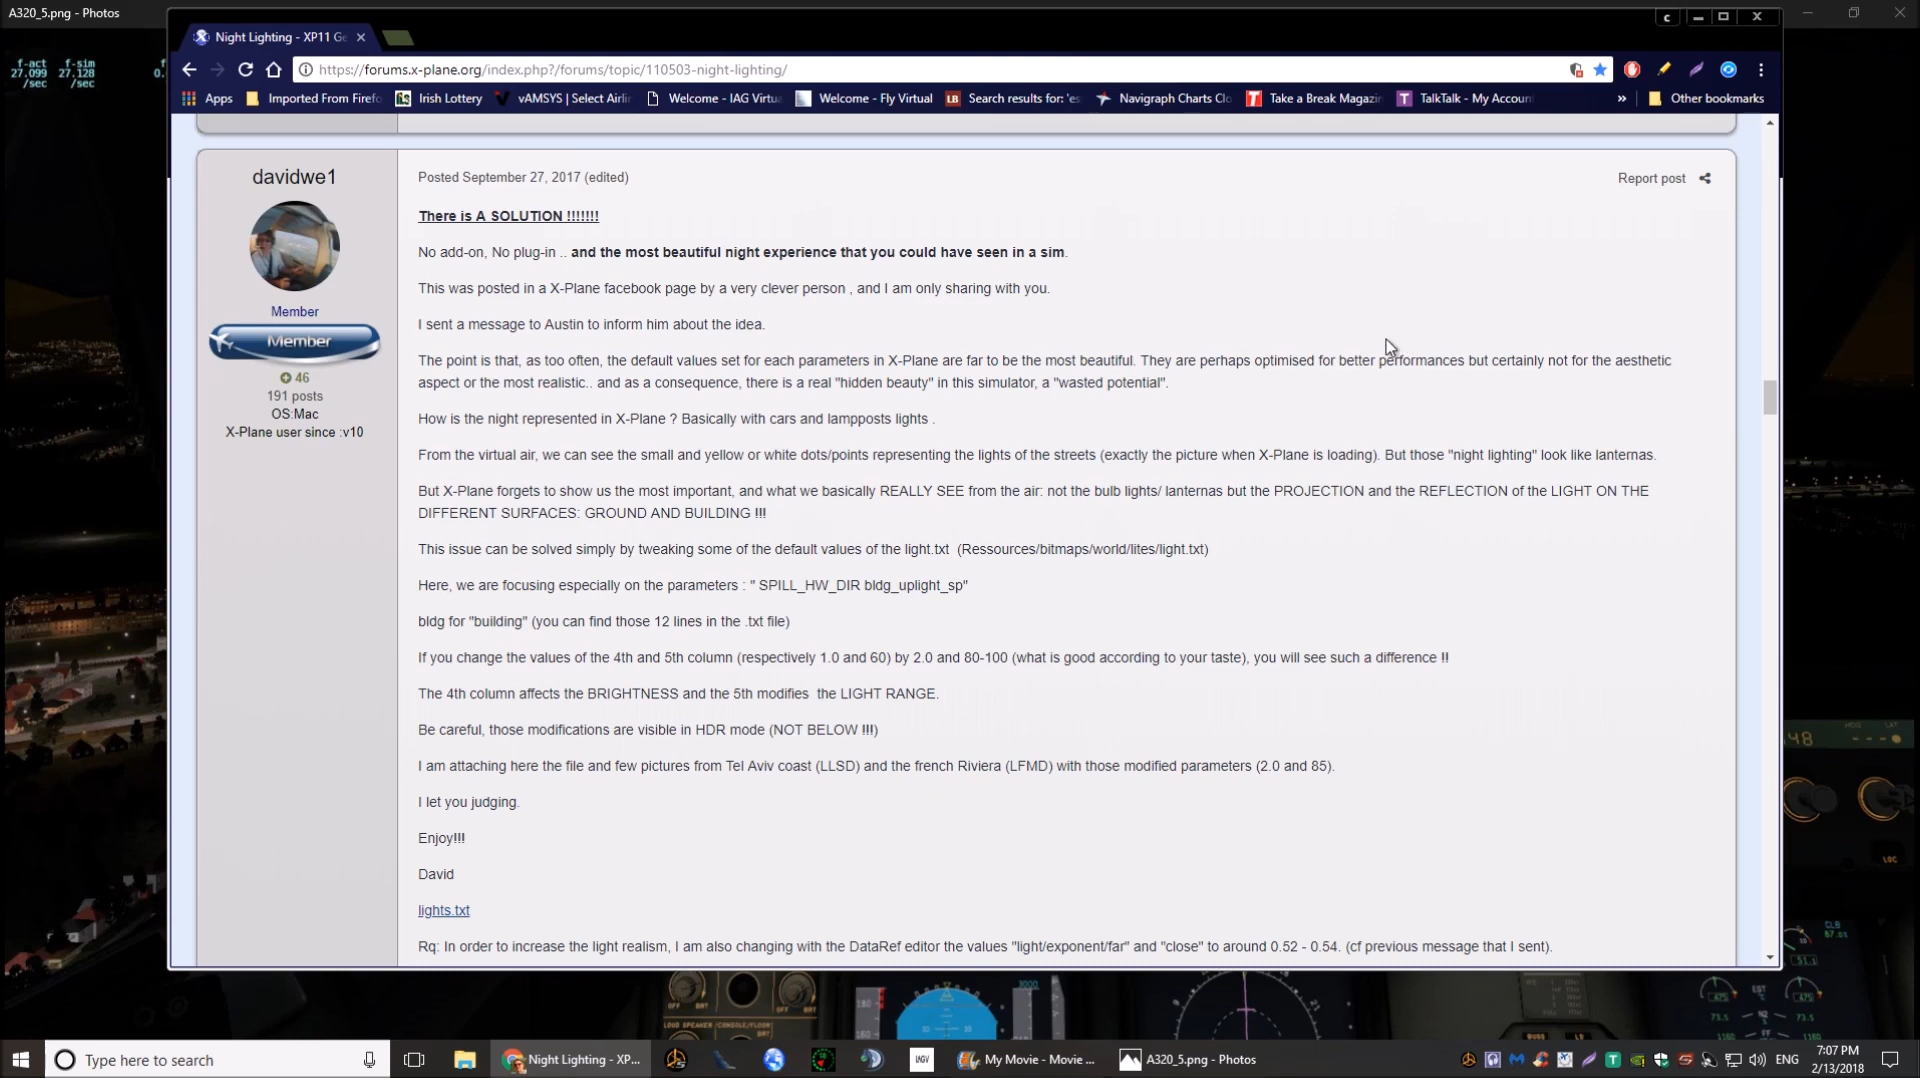 A320_5.png - Photos
f-act f-sim
27.099 27.128
/sec /sec
Night Lighting - XP11 Ge
https://forums.x-plane.org/index.php?/forums/topic/110503-night-lighting/
Apps Imported From Firefo Irish Lottery vAMSYS | Select Airlin Welcome - IAG Virtua Welcome - Fly Virtual Search results for: 'es Navigraph Charts Clo Take a Break Magazin TalkTalk - My Accoun » Other bookmarks
davidwe1
Member
Member
46
191 posts
OS:Mac
X-Plane user since :v10
Posted September 27, 2017 (edited)
Report post
There is A SOLUTION !!!!!!!
No add-on, No plug-in .. and the most beautiful night experience that you could have seen in a sim.
This was posted in a X-Plane facebook page by a very clever person , and I am only sharing with you.
I sent a message to Austin to inform him about the idea.
The point is that, as too often, the default values set for each parameters in X-Plane are far to be the most beautiful. They are perhaps optimised for better performances but certainly not for the aesthetic
aspect or the most realistic.. and as a consequence, there is a real "hidden beauty" in this simulator, a "wasted potential".
How is the night represented in X-Plane ? Basically with cars and lampposts lights .
From the virtual air, we can see the small and yellow or white dots/points representing the lights of the streets (exactly the picture when X-Plane is loading). But those "night lighting" look like lanternas.
But X-Plane forgets to show us the most important, and what we basically REALLY SEE from the air: not the bulb lights/ lanternas but the PROJECTION and the REFLECTION of the LIGHT ON THE
DIFFERENT SURFACES: GROUND AND BUILDING !!!
This issue can be solved simply by tweaking some of the default values of the light.txt  (Ressources/bitmaps/world/lites/light.txt)
Here, we are focusing especially on the parameters : " SPILL_HW_DIR bldg_uplight_sp"
bldg for "building" (you can find those 12 lines in the .txt file)
If you change the values of the 4th and 5th column (respectively 1.0 and 60) by 2.0 and 80-100 (what is good according to your taste), you will see such a difference !!
The 4th column affects the BRIGHTNESS and the 5th modifies  the LIGHT RANGE.
Be careful, those modifications are visible in HDR mode (NOT BELOW !!!)
I am attaching here the file and few pictures from Tel Aviv coast (LLSD) and the french Riviera (LFMD) with those modified parameters (2.0 and 85).
I let you judging.
Enjoy!!!
David
lights.txt
Rq: In order to increase the light realism, I am also changing with the DataRef editor the values "light/exponent/far" and "close" to around 0.52 - 0.54. (cf previous message that I sent).
LOC
CLB
OFF BRT OFF BRT
LOUD SPEAKER CONSOLE/FLOOR
Type here to search
Night Lighting - XP...
My Movie - Movie ...
A320_5.png - Photos
ENG
7:07 PM
2/13/2018